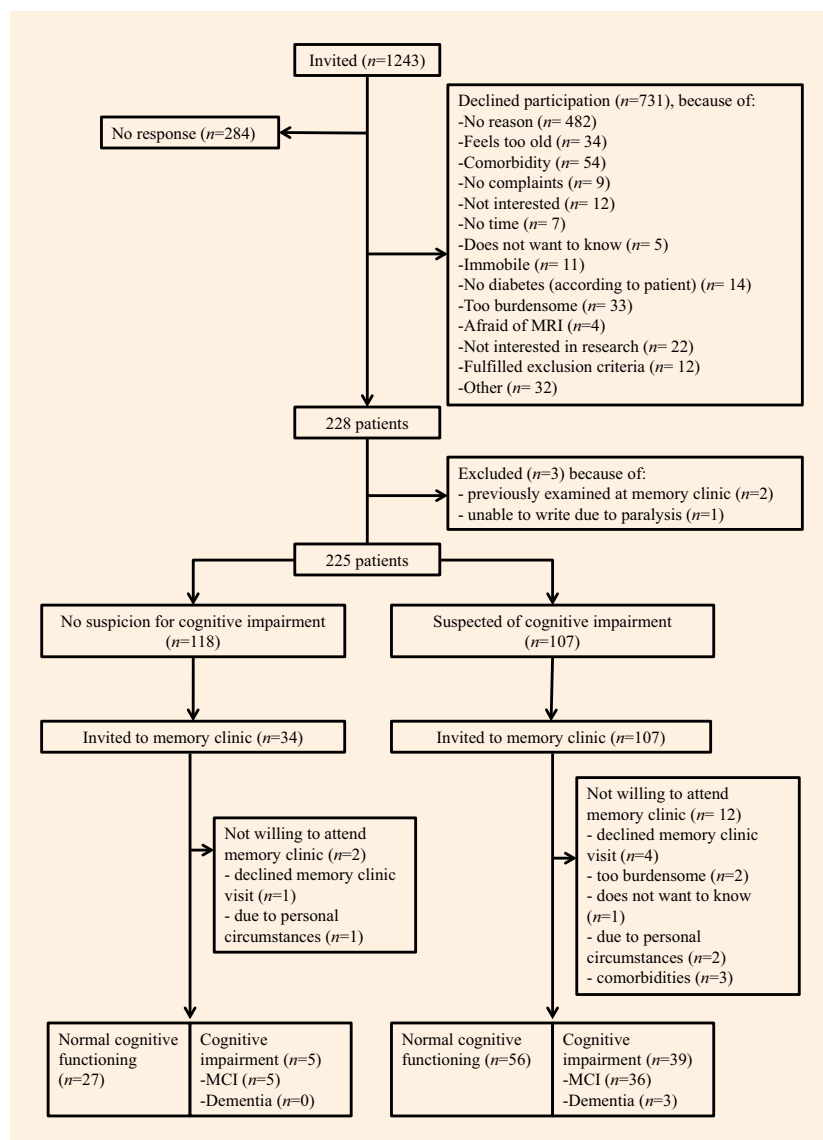 Invited (n=1243)
No response (n=284)
Declined participation (n=731), because of:
-No reason (n= 482)
-Feels too old (n= 34)
-Comorbidity (n= 54)
-No complaints (n= 9)
-Not interested (n= 12)
-No time (n= 7)
-Does not want to know (n= 5)
-Immobile (n= 11)
-No diabetes (according to patient) (n= 14)
-Too burdensome (n= 33)
-Afraid of MRI (n=4)
-Not interested in research (n= 22)
-Fulfilled exclusion criteria (n= 12)
-Other (n= 32)
228 patients
Excluded (n=3) because of:
- previously examined at memory clinic (n=2)
- unable to write due to paralysis (n=1)
225 patients
No suspicion for cognitive impairment
(n=118)
Suspected of cognitive impairment
(n=107)
Invited to memory clinic (n=34)
Invited to memory clinic (n=107)
Not willing to attend
memory clinic (n=2)
- declined memory clinic
visit (n=1)
- due to personal
circumstances (n=1)
Not willing to attend
memory clinic (n= 12)
- declined memory clinic
visit (n=4)
- too burdensome (n=2)
- does not want to know
(n=1)
- due to personal
circumstances (n=2)
- comorbidities (n=3)
Normal cognitive
functioning
(n=27)
Cognitive
impairment (n=5)
-MCI (n=5)
-Dementia (n=0)
Normal cognitive
functioning (n=56)
Cognitive
impairment (n=39)
-MCI (n=36)
-Dementia (n=3)